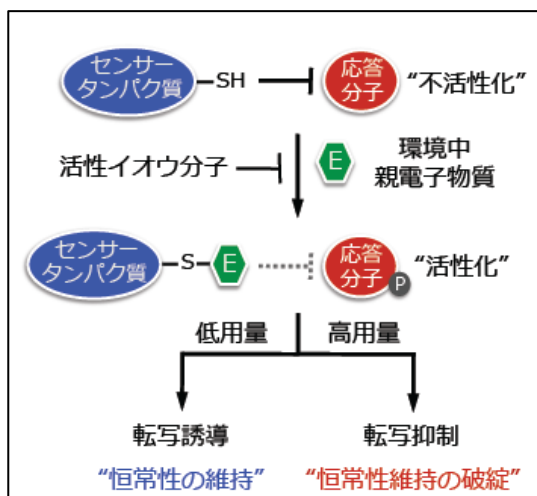 センサー
タンパク質
SH
応答
分子
“不活性化”
活性イオウ分子
E
環境中
親電子物質
センサー
タンパク質
S
E
応答
分子
P
“活性化”
低用量
高用量
転写誘導
転写抑制
“恒常性の維持”
“恒常性維持の破綻”